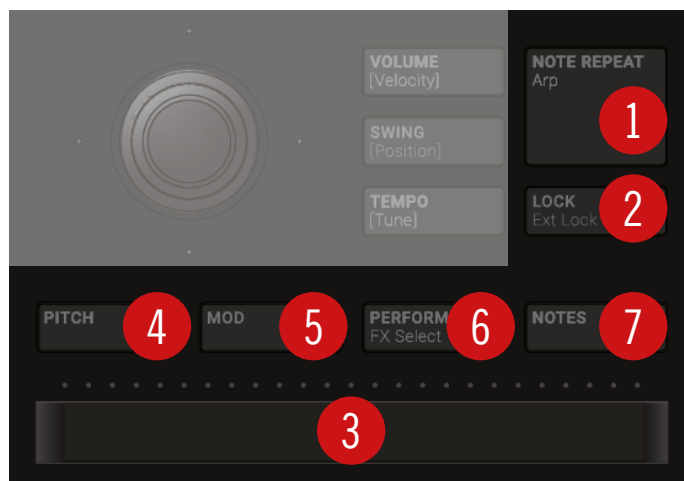 VOLUME
[Velocity]
NOTE REPEAT
Arp
1
SWING
[Position]
TEMPO
[Tune]
LOCK
Ext Lock
2
PITCH
4
MOD
5
PERFORM
FX Select
6
NOTES
7
3